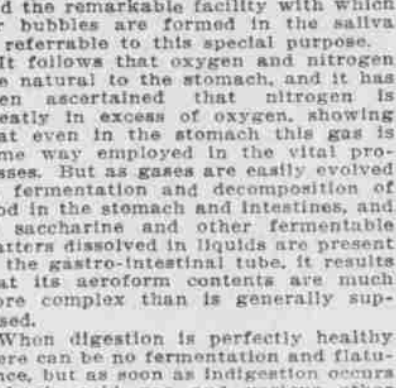 d the remarkable facility with which
r bubbles are formed in the saliva
referrable to this special purpose.
It follows that oxygen and nitrogen
e natural to the stomach, and it has
en ascertained that nitrogen is
eatly in excess of oxygen, showing
at even in the stomach this gas is
me way employed in the vital pro-
sses. But as gases are easily evolved
fermentation and decomposition of
od in the stomach and intestines, and
saccharine and other fermentable
atters dissolved in liquids are present
the gastro-intestinal tube, it results
at its aeroform contents are much
ore complex than is generally sup-
sed.
When digestion is perfectly healthy
ere can be no fermentation and flatu-
nce, but as soon as indigestion occurs